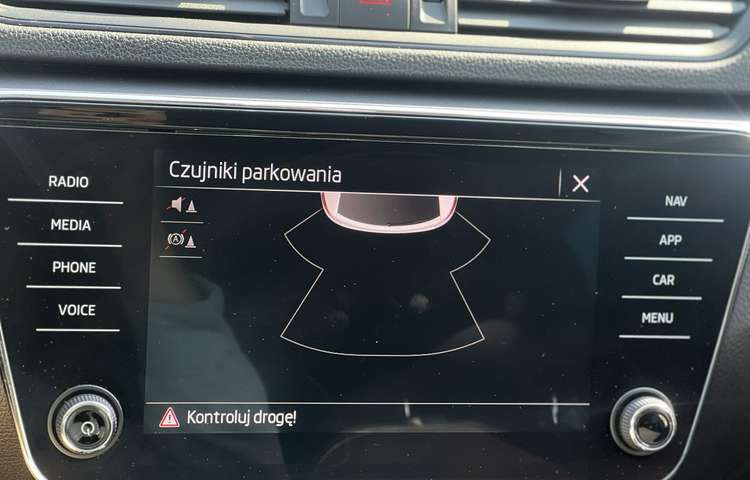 Czujniki parkowania
RADIO
MEDIA
PHONE
VOICE
NAV
APP
CAR
MENU
Kontroluj drogę!